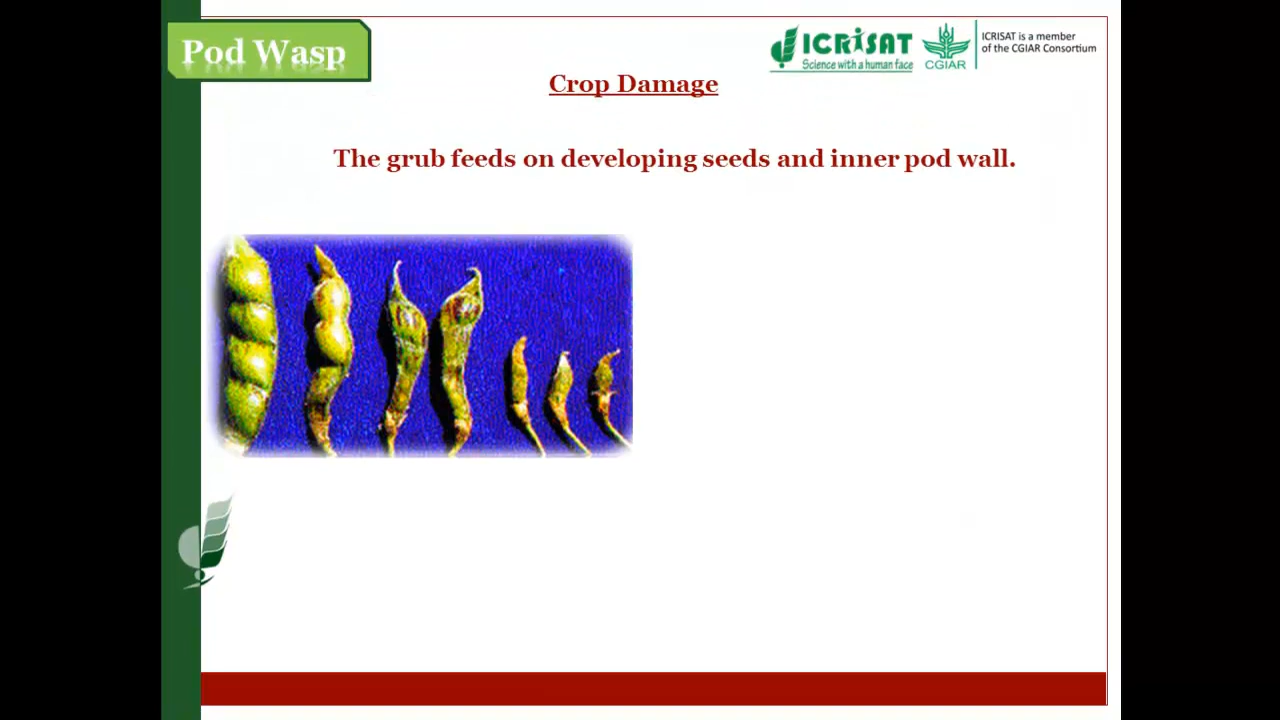 Pod Wasp
ICRISAT
Science with a human face
CGIAR
ICRISAT is a member
of the CGIAR Consortium
Crop Damage
The grub feeds on developing seeds and inner pod wall.